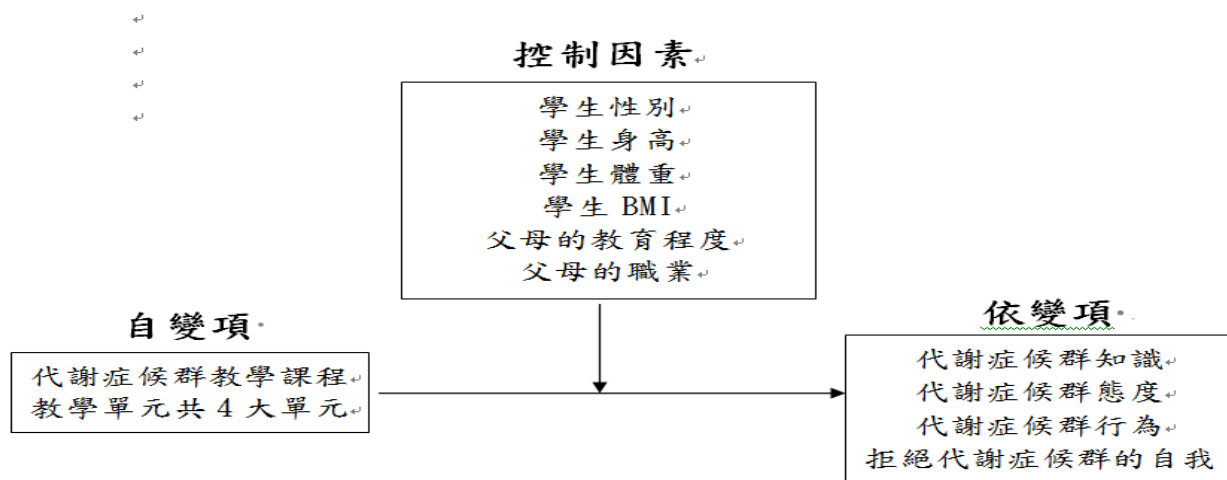 控制因素
學生性別
學生身高
學生體重
學生 BMI
父母的教育程度
父母的職業
自變項
代謝症候群教學課程
教學單元共 4 大單元
依變項
代謝症候群知識
代謝症候群態度
代謝症候群行為
拒絕代謝症候群的自我